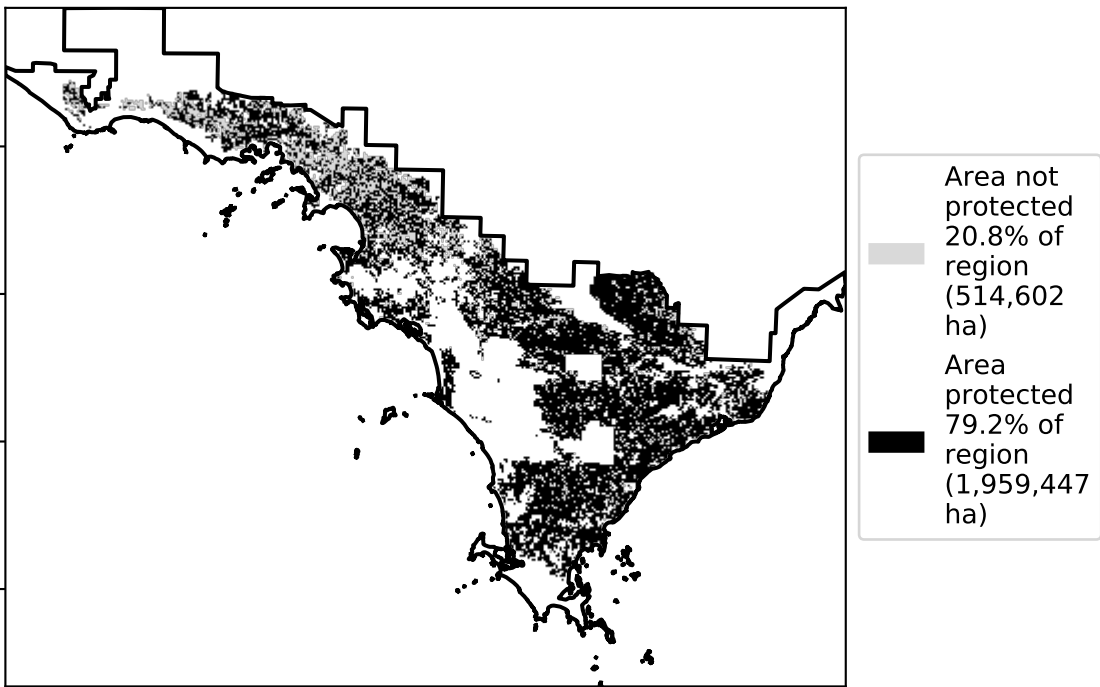 Area not
protected
20.8% of
region
(514,602
ha)
Area
protected
79.2% of
region
(1,959,447
ha)